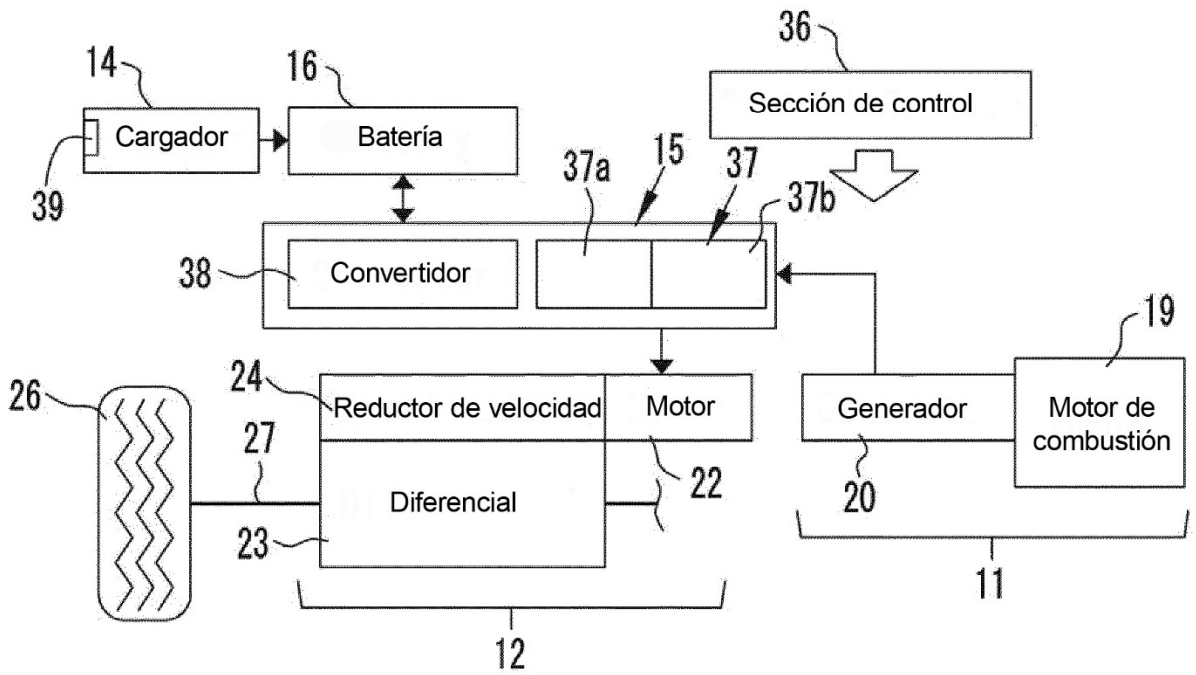 36
14
16
Sección de control
Cargador
Batería
39
15
37a
37
37b
38
Convertidor
19
26
24
Reductor de velocidad
Motor
Generador
Motor de
combustión
27
22
20
Diferencial
23
11
12